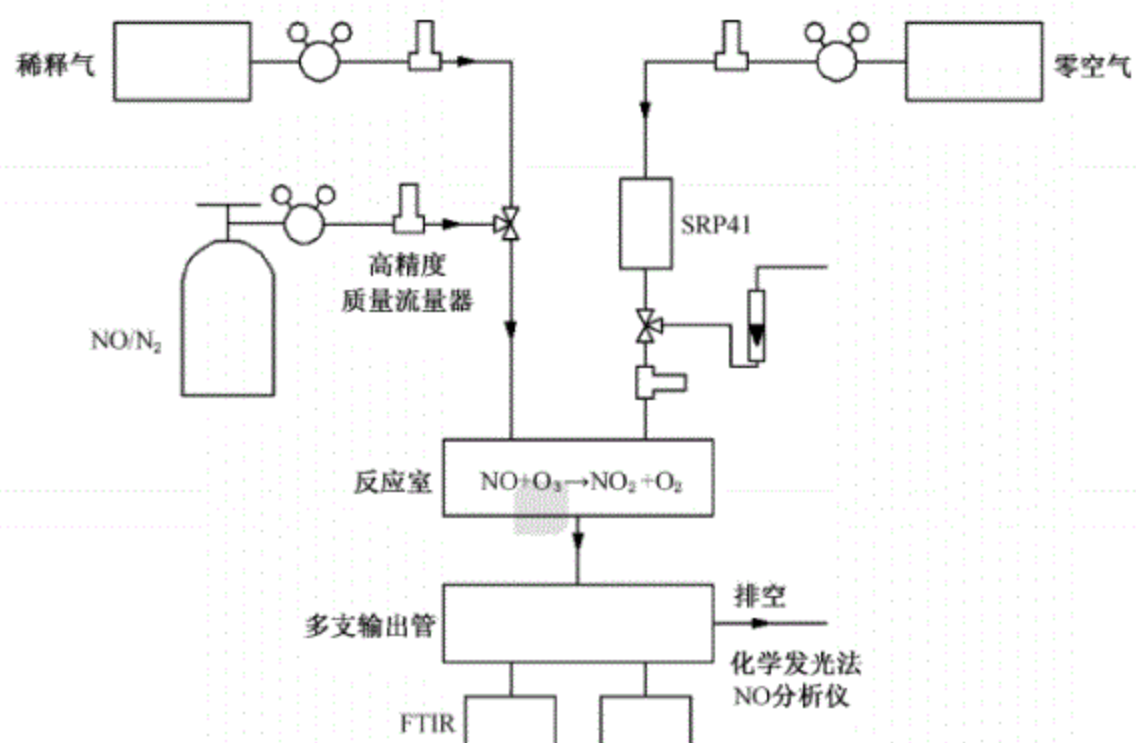 稀释气
零空气
SRP41
高精度
质量流量器
NO/N₂
反应室
NO+O₃→NO₂+O₂
多支输出管
排空
化学发光法
NO分析仪
FTIR